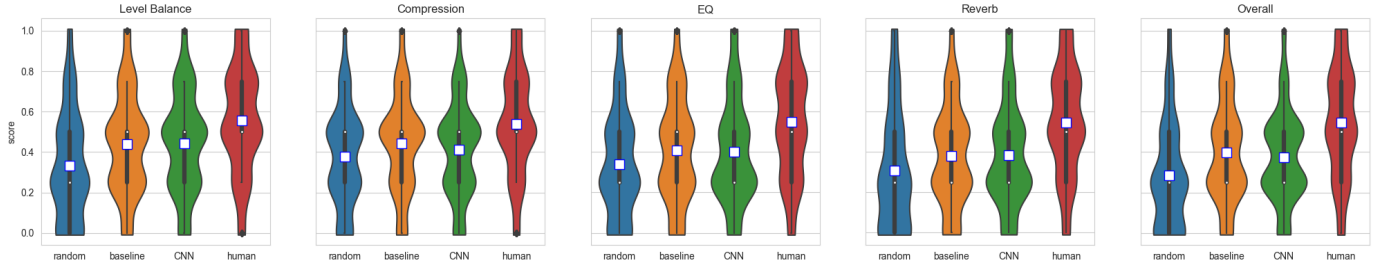 Level Balance Compression EQ Reverb Overall
score
1.0
0.8
0.6
0.4
0.2
0.0
random baseline CNN human random baseline CNN human random baseline CNN human random baseline CNN human random baseline CNN human